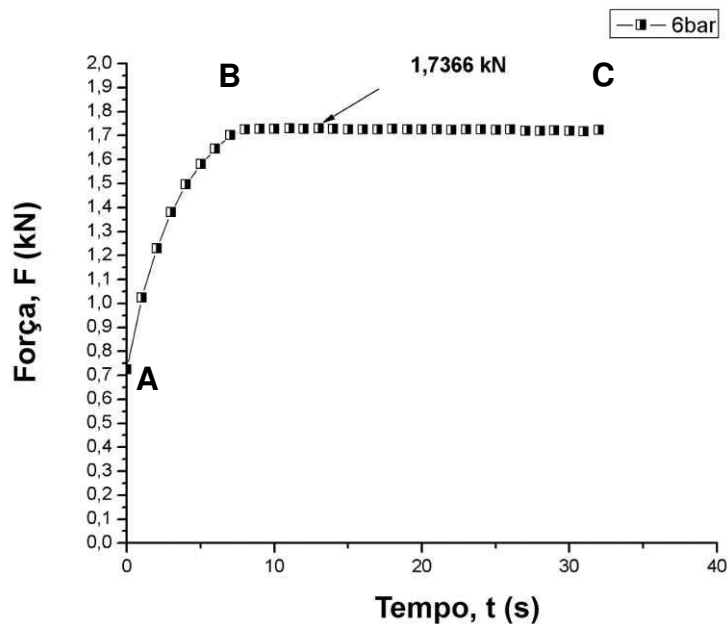 6bar
B
1,7366 kN
C
2,0
1,9
1,8
1,7
1,6
1,5
1,4
1,3
1,2
1,1
1,0
0,9
0,8
0,7
0,6
0,5
0,4
0,3
0,2
0,1
0,0
Força, F (kN)
A
0 10 20 30 40
Tempo, t (s)